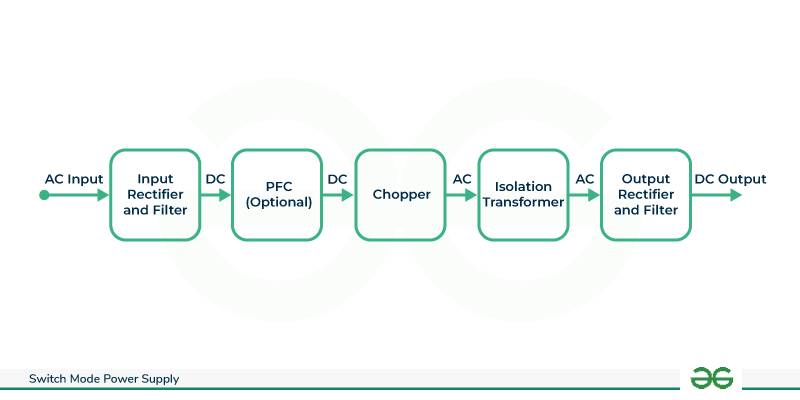 AC Input
Input
Rectifier
and Filter
DC
PFC
(Optional)
DC
Chopper
AC
Isolation
Transformer
AC
Output
Rectifier
and Filter
DC Output
Switch Mode Power Supply